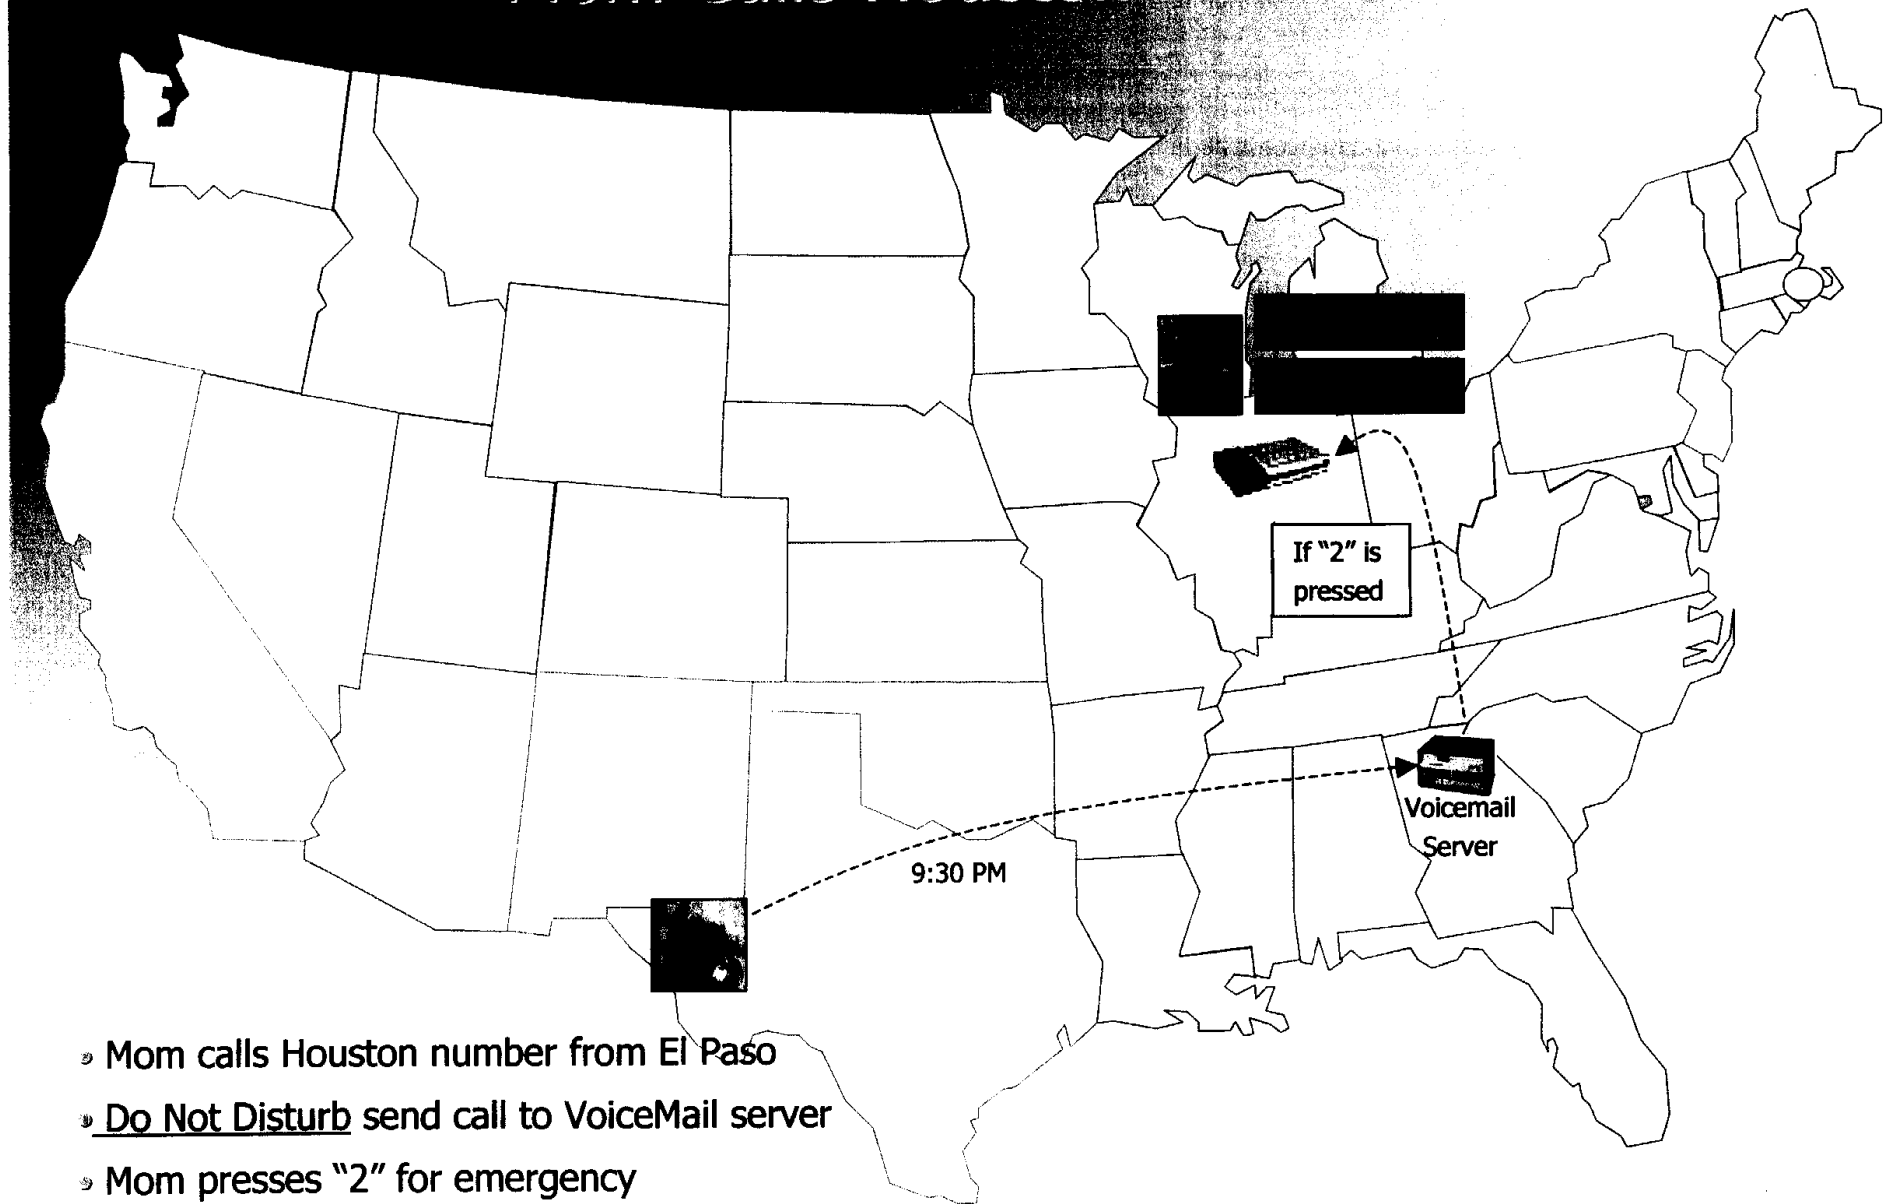 If “2” is
pressed
Voicemail
Server
9:30 PM
Mom calls Houston number from El Paso
Do Not Disturb send call to VoiceMail server
Mom presses “2” for emergency